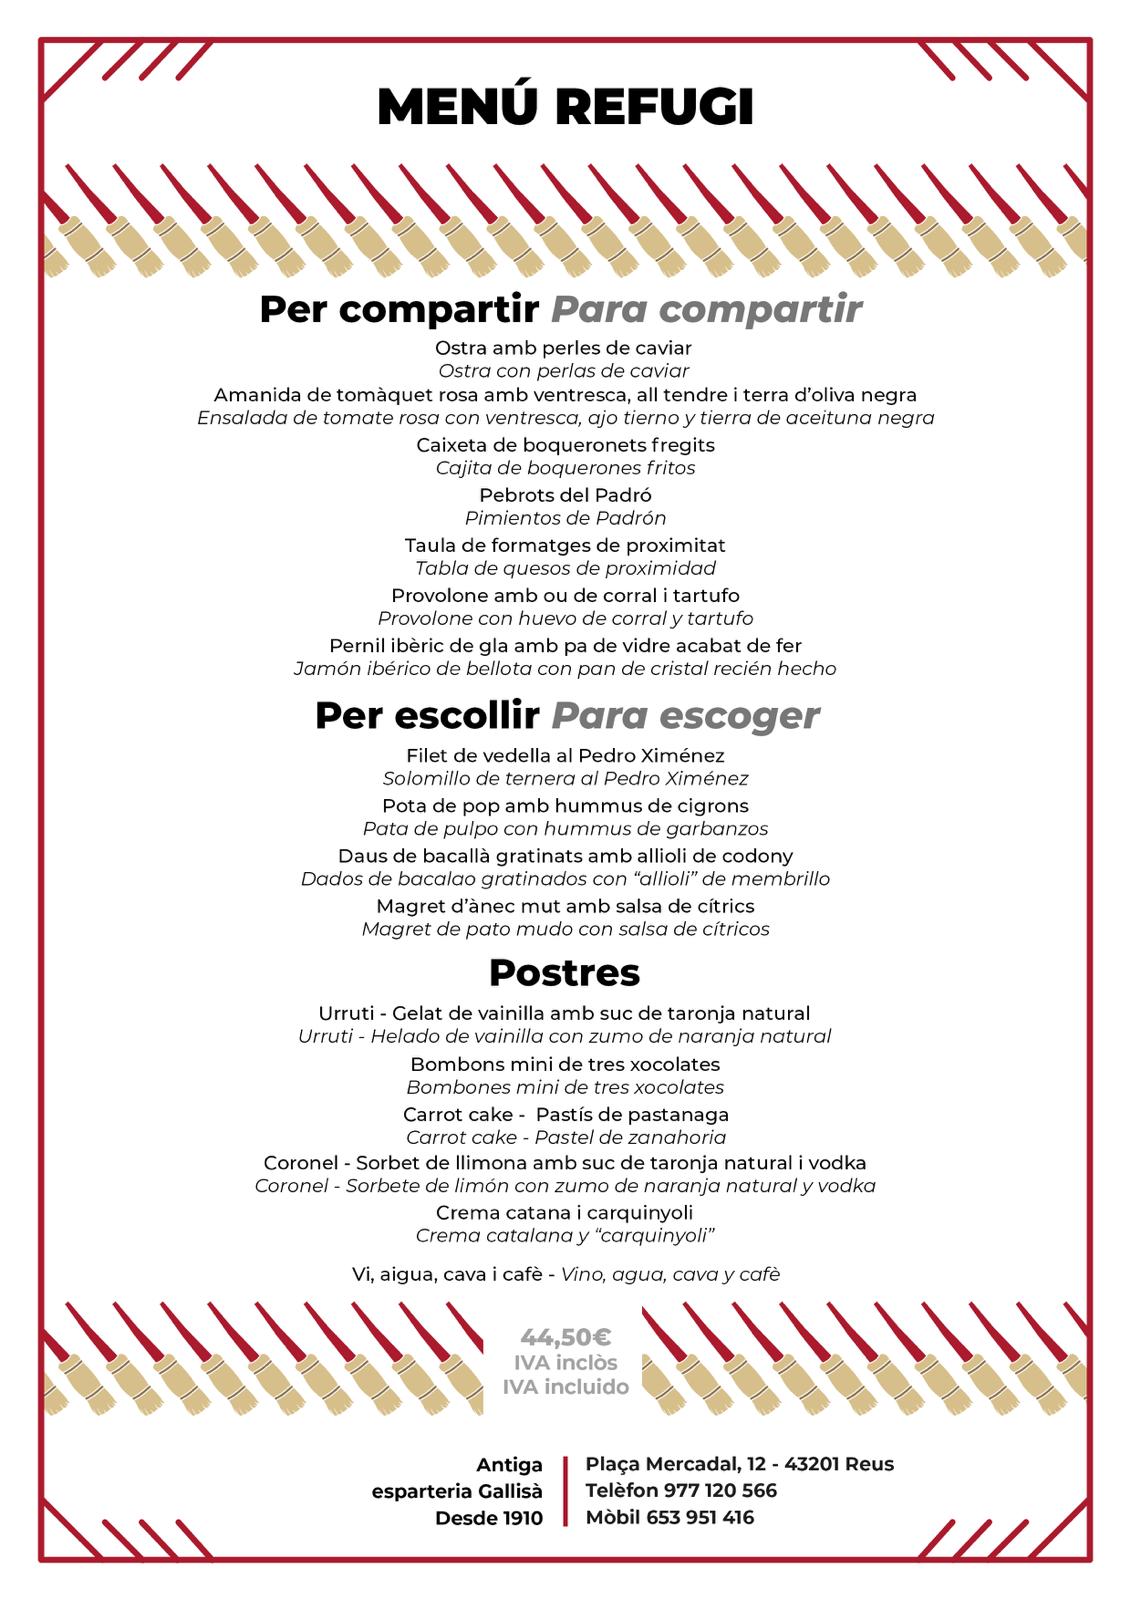 MENÚ REFUGI
Per compartir Para compartir
Ostra amb perles de caviar
Ostra con perlas de caviar
Amanida de tomàquet rosa amb ventresca, all tendre i terra d’oliva negra
Ensalada de tomate rosa con ventresca, ajo tierno y tierra de aceituna negra
Caixeta de boqueronets fregits
Cajita de boquerones fritos
Pebrots del Padró
Pimientos de Padrón
Taula de formatges de proximitat
Tabla de quesos de proximidad
Provolone amb ou de corral i tartufo
Provolone con huevo de corral y tartufo
Pernil ibèric de gla amb pa de vidre acabat de fer
Jamón ibérico de bellota con pan de cristal recién hecho
Per escollir Para escoger
Filet de vedella al Pedro Ximénez
Solomillo de ternera al Pedro Ximénez
Pota de pop amb hummus de cigrons
Pata de pulpo con hummus de garbanzos
Daus de bacallà gratinats amb allioli de codony
Dados de bacalao gratinados con “allioli” de membrillo
Magret d’ànec mut amb salsa de cítrics
Magret de pato mudo con salsa de cítricos
Postres
Urruti - Gelat de vainilla amb suc de taronja natural
Urruti - Helado de vainilla con zumo de naranja natural
Bombons mini de tres xocolates
Bombones mini de tres xocolates
Carrot cake - Pastís de pastanaga
Carrot cake - Pastel de zanahoria
Coronel - Sorbet de llimona amb suc de taronja natural i vodka
Coronel - Sorbete de limón con zumo de naranja natural y vodka
Crema catana i carquinyoli
Crema catalana y “carquinyoli”
Vi, aigua, cava i cafè - Vino, agua, cava y cafè
44,50€
IVA inclòs
IVA incluido
Antiga
esparteria Gallisà
Desde 1910
Plaça Mercadal, 12 - 43201 Reus
Telèfon 977 120 566
Mòbil 653 951 416